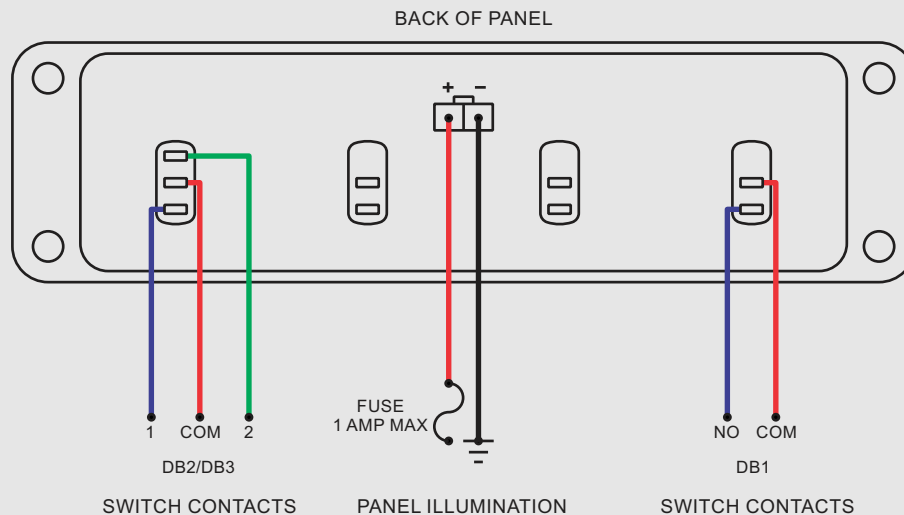 BACK OF PANEL
+ −
FUSE
1 AMP MAX
1 COM 2
NO COM
DB2/DB3
DB1
SWITCH CONTACTS
PANEL ILLUMINATION
SWITCH CONTACTS